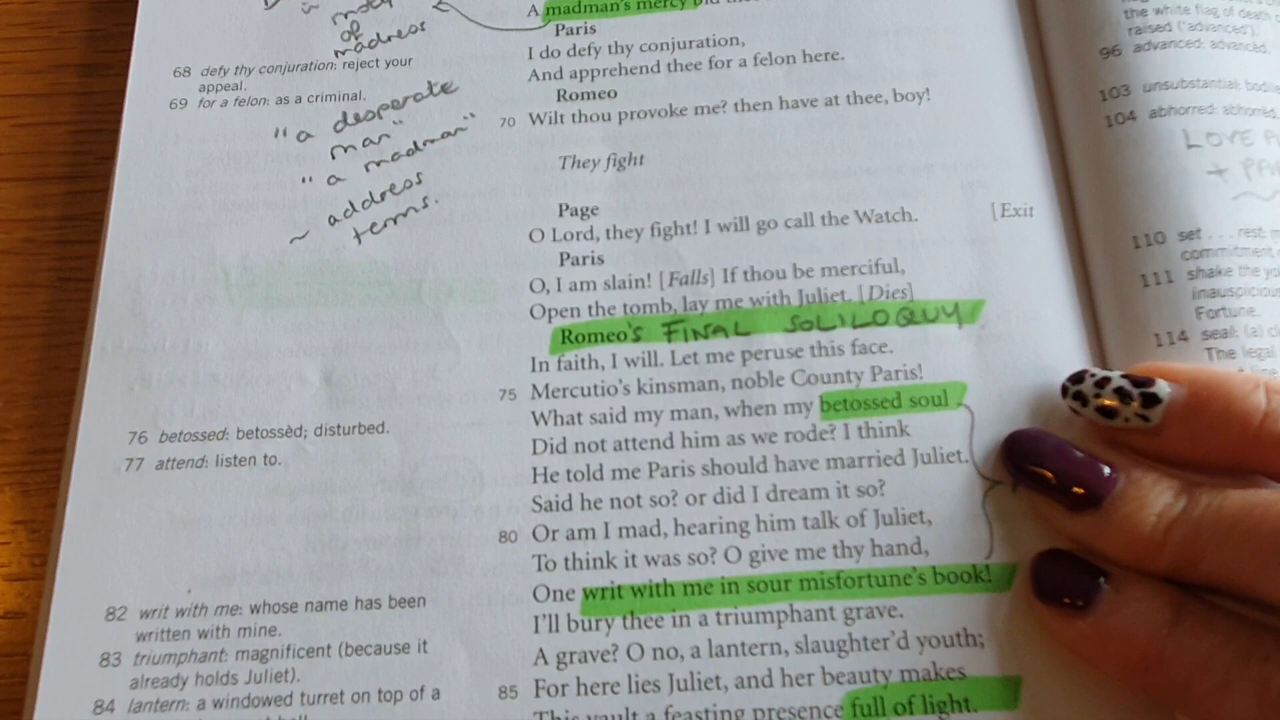 A madman's mercy
of
madness
Paris
I do defy thy conjuration,
And apprehend thee for a felon here.
Romeo
70 Wilt thou provoke me? then have at thee, boy!
They fight
Page
O Lord, they fight! I will go call the Watch. [Exit
Paris
O, I am slain! [Falls] If thou be merciful,
Open the tomb, lay me with Juliet. [Dies]
Romeo's FINAL SOLILOQUY
In faith, I will. Let me peruse this face.
75 Mercutio's kinsman, noble County Paris!
What said my man, when my betossed soul
Did not attend him as we rode? I think
He told me Paris should have married Juliet.
Said he not so? or did I dream it so?
80 Or am I mad, hearing him talk of Juliet,
To think it was so? O give me thy hand,
One writ with me in sour misfortune's book!
I'll bury thee in a triumphant grave.
A grave? O no, a lantern, slaughter'd youth;
85 For here lies Juliet, and her beauty makes
This vault a feasting presence full of light.
68 defy thy conjuration: reject your
appeal.
69 for a felon: as a criminal.
"a desperate
man"
"a madman"
~ address
terms.
76 betossed: betossèd; disturbed.
77 attend: listen to.
82 writ with me: whose name has been
written with mine.
83 triumphant: magnificent (because it
already holds Juliet).
84 lantern: a windowed turret on top of a
the white flag of death
raised ('advanced').
96 advanced: advancèd.
103 unsubstantial:
104 abhorred: abhorrèd.
LOVE
+
110 set . . . rest:
111 shake the
Fortune.
114 seal: (a)
The legal